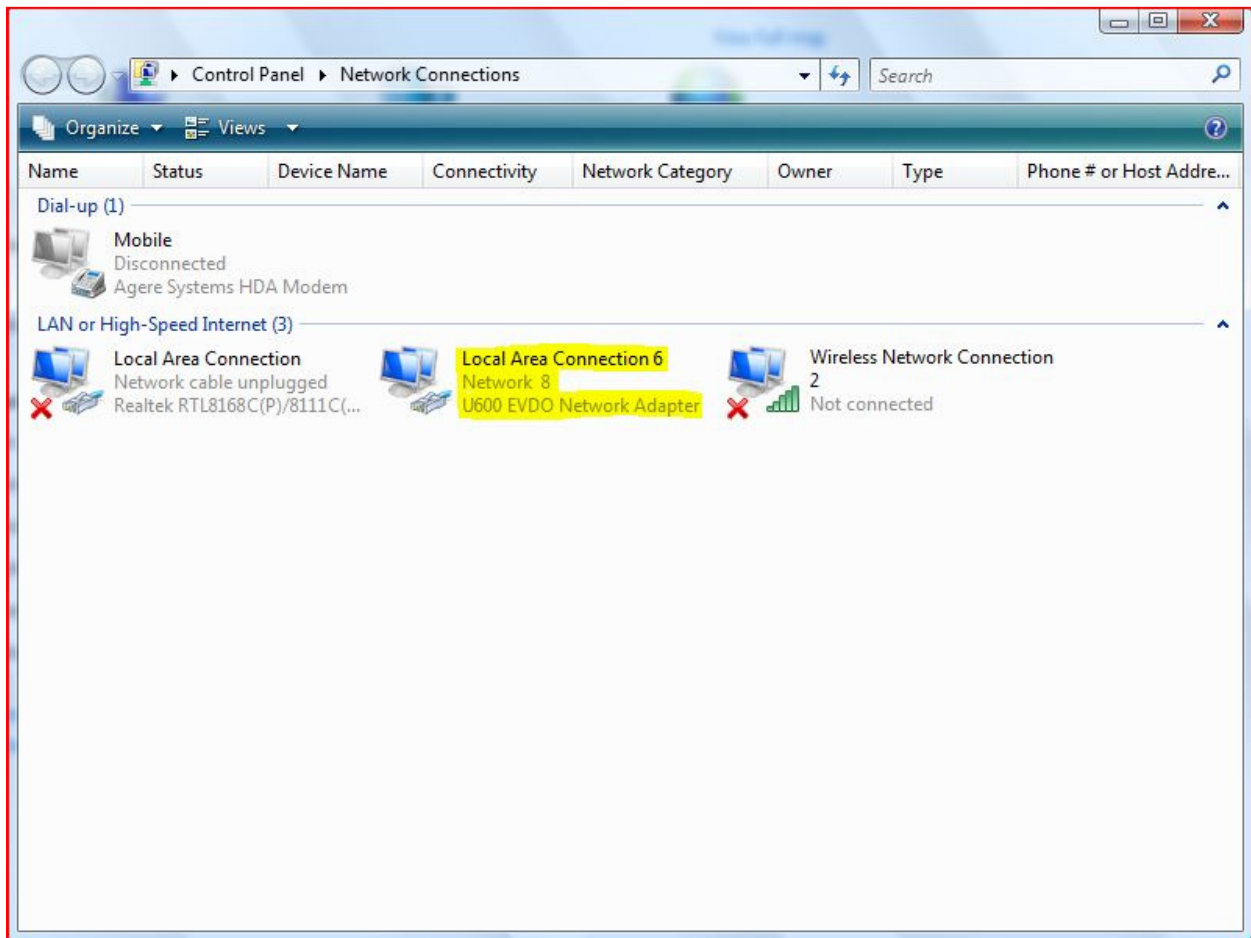 Control Panel ▸ Network Connections
Search
Organize Views
Name Status Device Name Connectivity Network Category Owner Type Phone # or Host Addre...
Dial-up (1)
Mobile
Disconnected
Agere Systems HDA Modem
LAN or High-Speed Internet (3)
Local Area Connection
Network cable unplugged
Realtek RTL8168C(P)/8111C(...
Local Area Connection 6
Network 8
U600 EVDO Network Adapter
Wireless Network Connection
2
Not connected